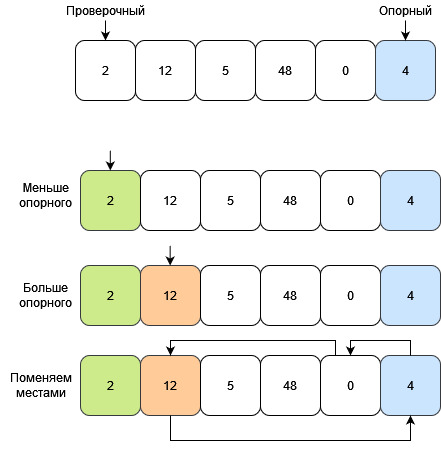 Проверочный Опорный
2 12 5 48 0 4
Меньше
опорного
2 12 5 48 0 4
Больше
опорного
2 12 5 48 0 4
Поменяем
местами
2 12 5 48 0 4